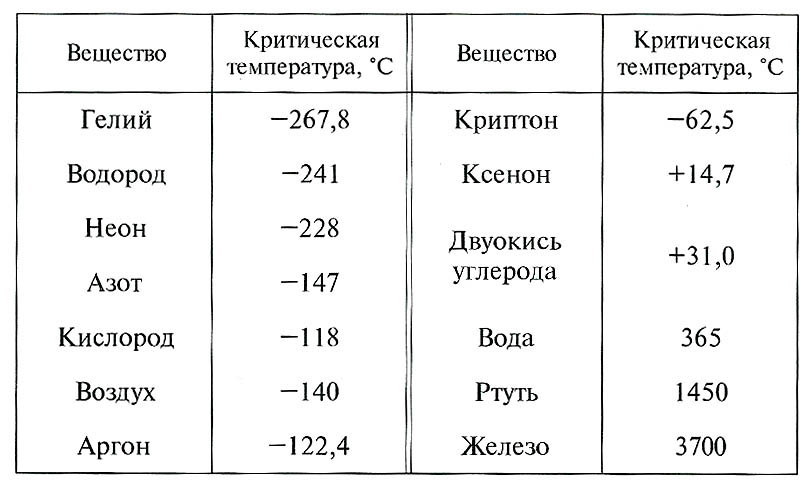 Вещество
Критическая
температура, °С
Вещество
Критическая
температура, °С
Гелий −267,8 Криптон −62,5
Водород −241 Ксенон +14,7
Неон −228
Двуокись
углерода
+31,0
Азот −147
Кислород −118 Вода 365
Воздух −140 Ртуть 1450
Аргон −122,4 Железо 3700